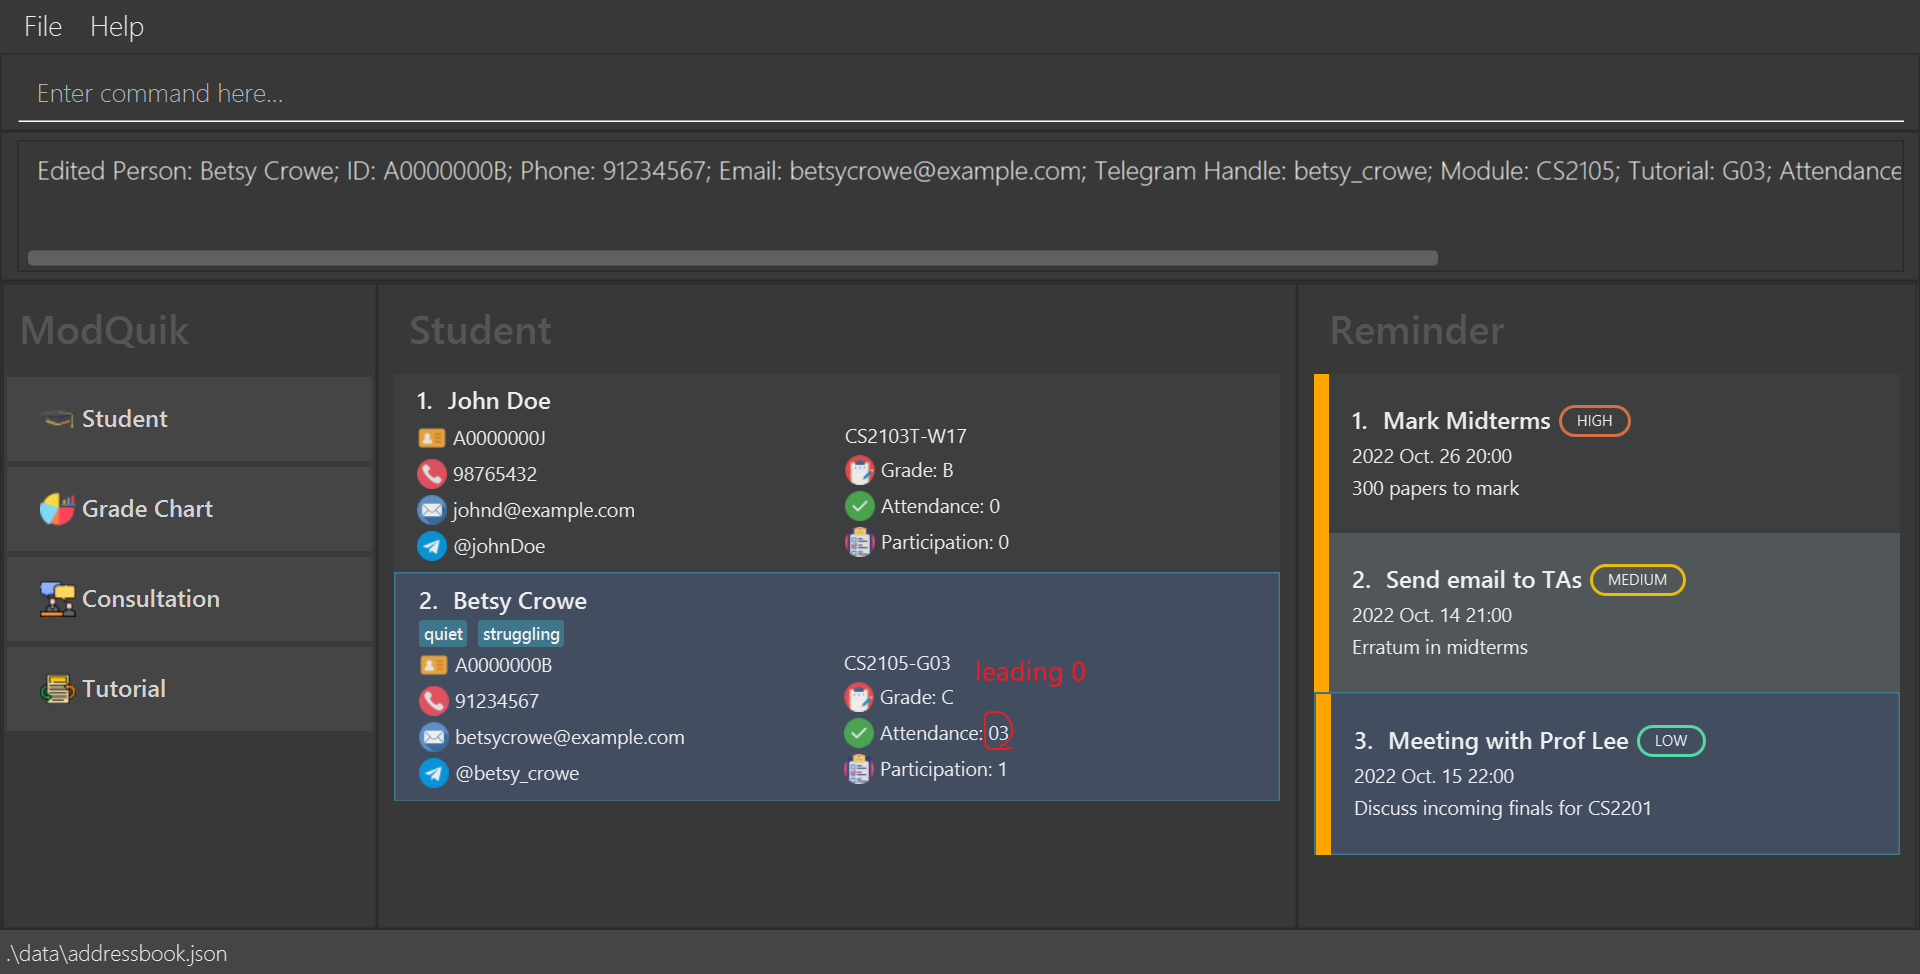 File Help
Enter command here...
Edited Person: Betsy Crowe; ID: A0000000B; Phone: 91234567; Email: betsycrowe@example.com; Telegram Handle: betsy_crowe; Module: CS2105; Tutorial: G03; Attendance
ModQuik
Student
Grade Chart
Consultation
Tutorial
Student
1. John Doe
A0000000J
98765432
johnd@example.com
@johnDoe
CS2103T-W17
Grade: B
Attendance: 0
Participation: 0
2. Betsy Crowe
quiet struggling
A0000000B
91234567
betsycrowe@example.com
@betsy_crowe
CS2105-G03
leading 0
Grade: C
Attendance: 03
Participation: 1
Reminder
1. Mark Midterms HIGH
2022 Oct. 26 20:00
300 papers to mark
2. Send email to TAs MEDIUM
2022 Oct. 14 21:00
Erratum in midterms
3. Meeting with Prof Lee LOW
2022 Oct. 15 22:00
Discuss incoming finals for CS2201
.\data\addressbook.json